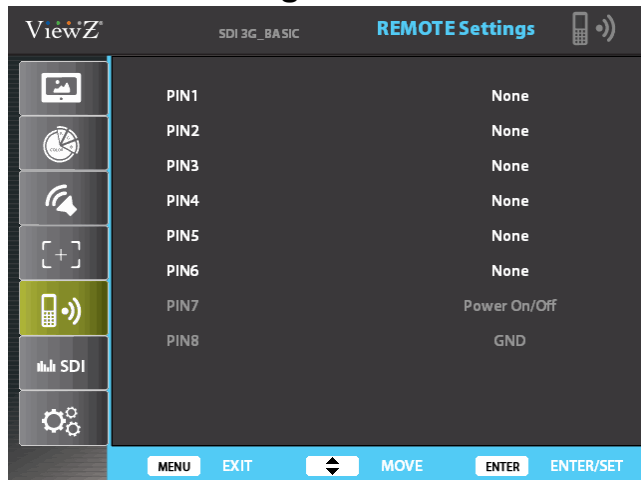 ViewZ SDI 3G_BASIC REMOTE Settings
PIN1 None
PIN2 None
PIN3 None
PIN4 None
PIN5 None
PIN6 None
PIN7 Power On/Off
PIN8 GND
COLOR
SDI
MENU EXIT MOVE ENTER ENTER/SET